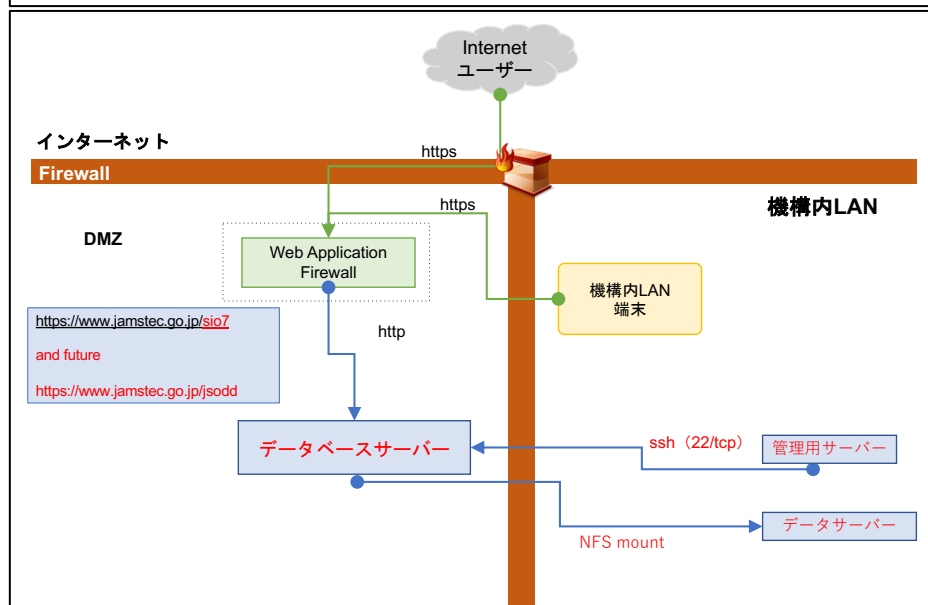 Internet
ユーザー
インターネット
https
Firewall
https
機構内LAN
DMZ
Web Application
Firewall
機構内LAN
端末
https://www.jamstec.go.jp/sio7
and future
https://www.jamstec.go.jp/jsodd
http
データベースサーバー
ssh（22/tcp）
管理用サーバー
データサーバー
NFS mount